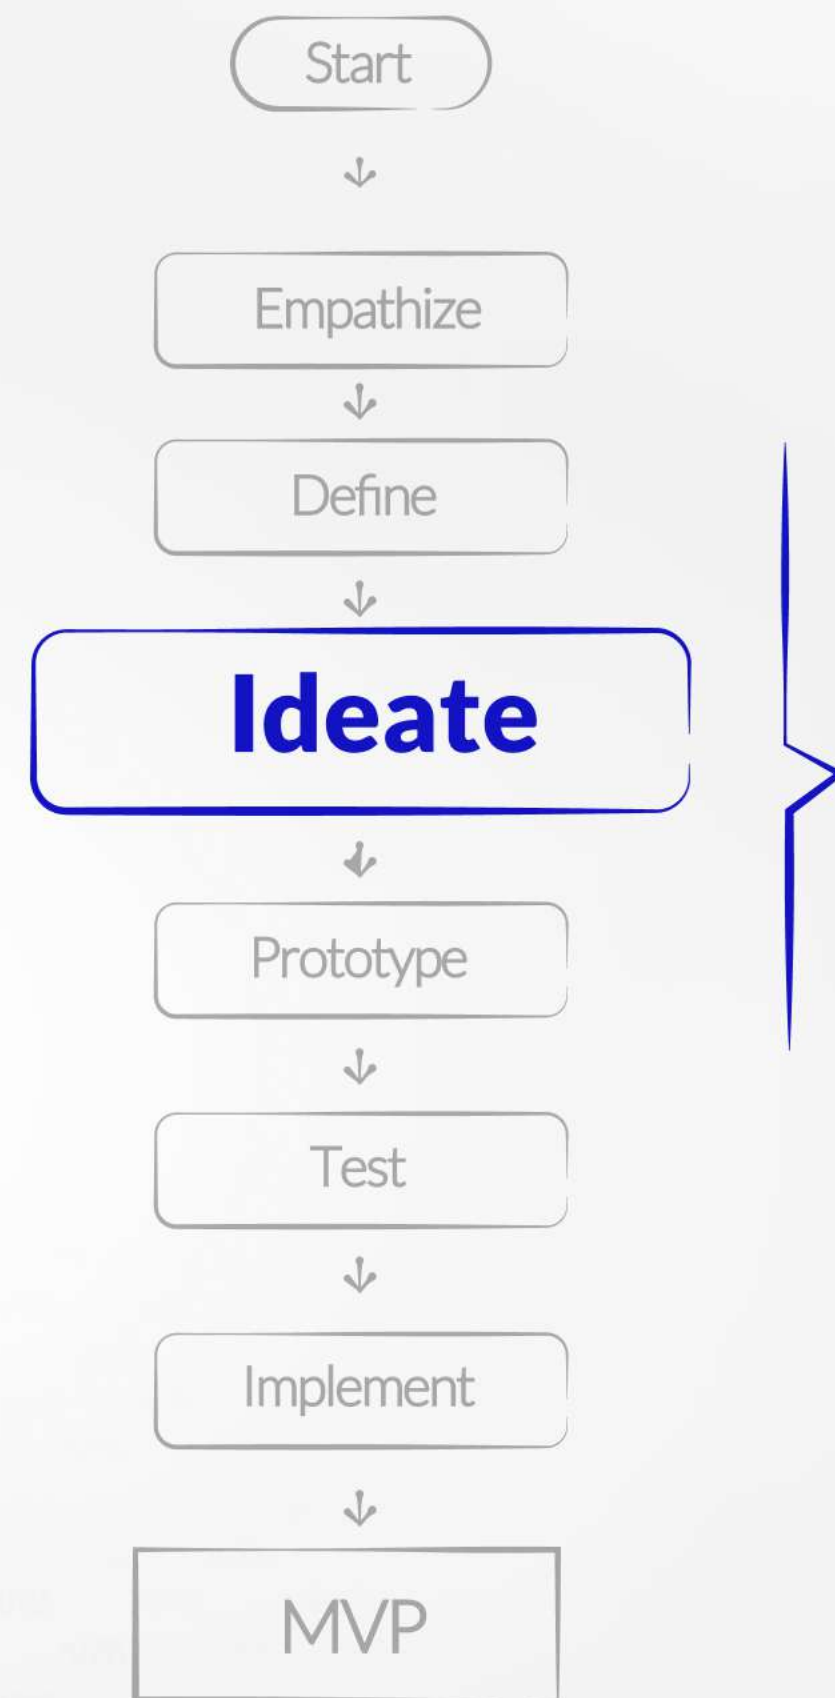 Start
Empathize
Define
Ideate
Prototype
Test
Implement
MVP